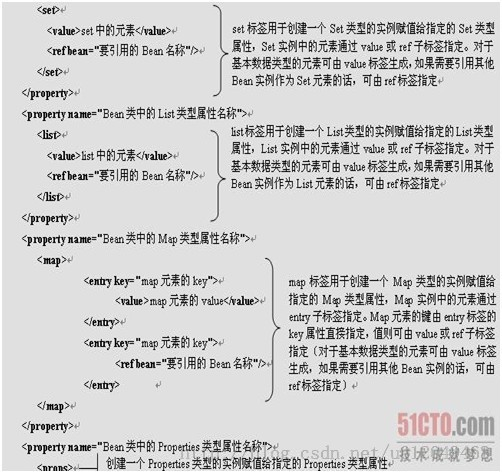 <set>
<value>set 中的元素</value>
<ref bean="要引用的 Bean 名称"/>
</set>
</property>
set 标签用于创建一个 Set 类型的实例赋值给指定的 Set 类型
属性，Set 实例中的元素通过 value 或 ref 子标签指定。对于
基本数据类型的元素可由 value 标签生成，如果需要引用其他
Bean 实例作为 Set 元素的话，可由 ref 标签指定
<property name="Bean 类中的 List 类型属性名称">
<list>
<value>list 中的元素</value>
<ref bean="要引用的 Bean 名称"/>
</list>
</property>
list 标签用于创建一个 List 类型的实例赋值给指定的 List 类型
属性，List 实例中的元素通过 value 或 ref 子标签指定。对于
基本数据类型的元素可由 value 标签生成，如果需要引用其他
Bean 实例作为 List 元素的话，可由 ref 标签指定
<property name="Bean 类中的 Map 类型属性名称">
<map>
<entry key="map 元素的 key">
<value>map 元素的 value</value>
</entry>
<entry key="map 元素的 key">
<ref bean="要引用的 Bean 名称"/>
</entry>
</map>
</property>
map 标签用于创建一个 Map 类型的实例赋值给
指定的 Map 类型属性，Map 实例中的元素通过
entry 子标签指定。Map 元素的键由 entry 标签的
key 属性直接指定，值则可由 value 或 ref 子标签
指定（对于基本数据类型的元素可由 value 标签
生成，如果需要引用其他 Bean 实例的话，可由
ref 标签指定）
<property name="Bean 类中的 Properties 类型属性名称">
<props>
创建一个 Properties 类型的实例赋值给指定的 Properties 类型属性
51CTO.com
技术成就梦想